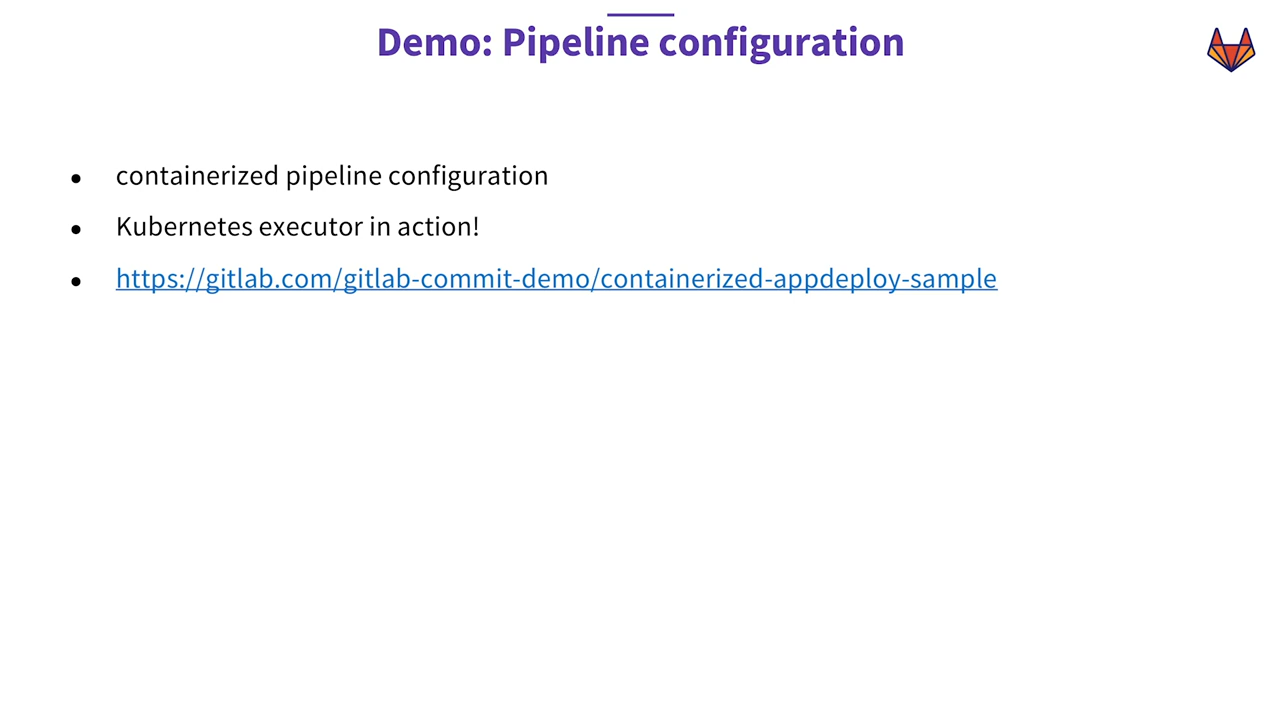 Demo: Pipeline configuration
● containerized pipeline configuration
● Kubernetes executor in action!
● https://gitlab.com/gitlab-commit-demo/containerized-appdeploy-sample